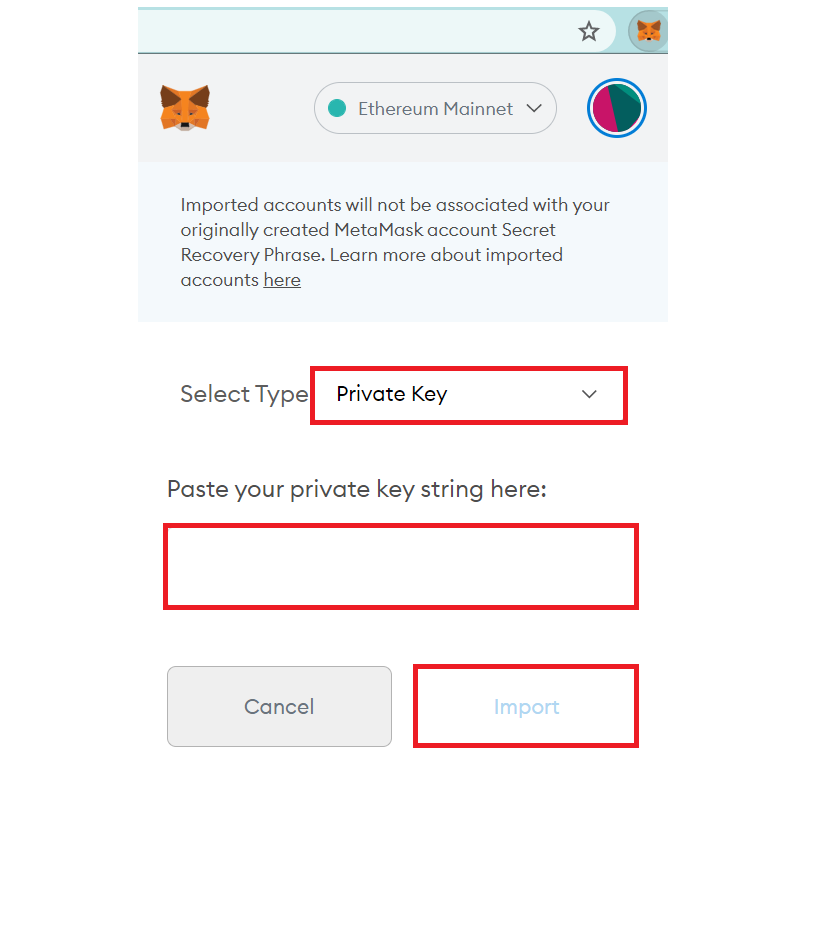 Ethereum Mainnet
Imported accounts will not be associated with your
originally created MetaMask account Secret
Recovery Phrase. Learn more about imported
accounts here
Select Type
Private Key
Paste your private key string here:
Cancel
Import